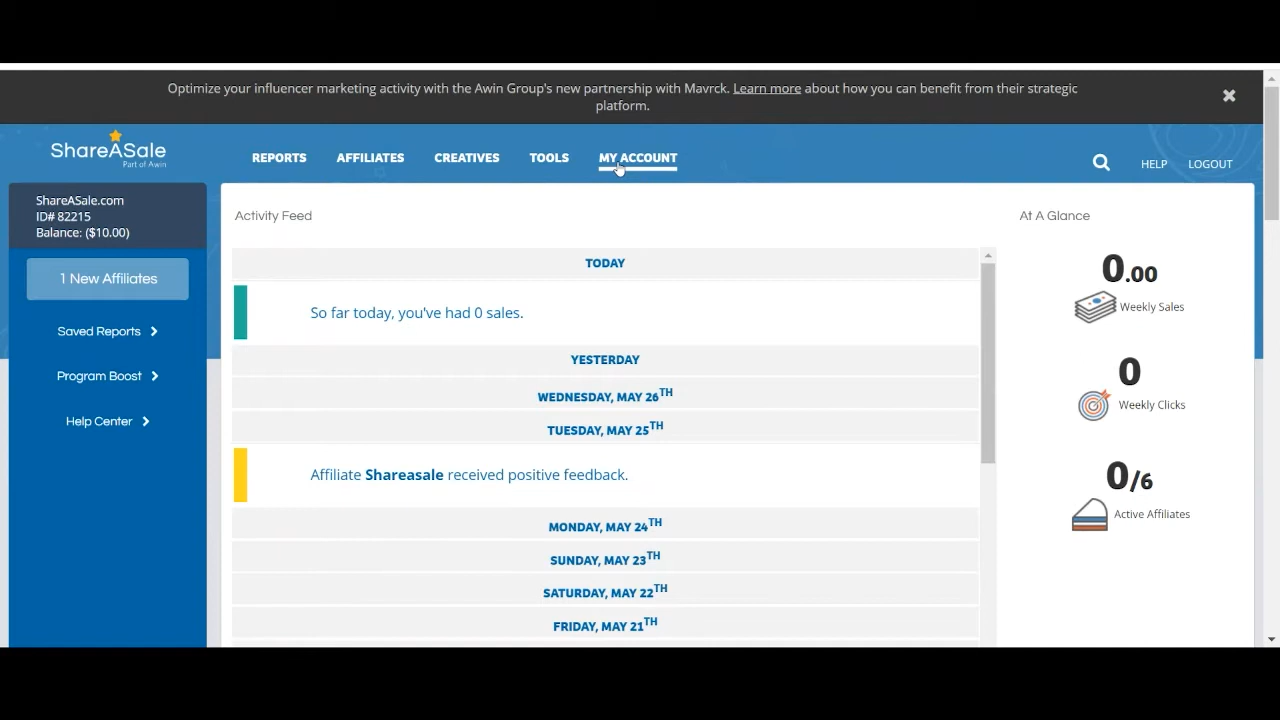 Optimize your influencer marketing activity with the Awin Group's new partnership with Mavrck. Learn more about how you can benefit from their strategic
platform.
ShareASale
Part of Awin
REPORTS AFFILIATES CREATIVES TOOLS MY ACCOUNT
HELP LOGOUT
ShareASale.com
ID# 82215
Balance: ($10.00)
1 New Affiliates
Saved Reports
Program Boost
Help Center
Activity Feed
TODAY
So far today, you've had 0 sales.
YESTERDAY
WEDNESDAY, MAY 26TH
TUESDAY, MAY 25TH
Affiliate Shareasale received positive feedback.
MONDAY, MAY 24TH
SUNDAY, MAY 23TH
SATURDAY, MAY 22TH
FRIDAY, MAY 21TH
At A Glance
0.00
Weekly Sales
0
Weekly Clicks
0/6
Active Affiliates